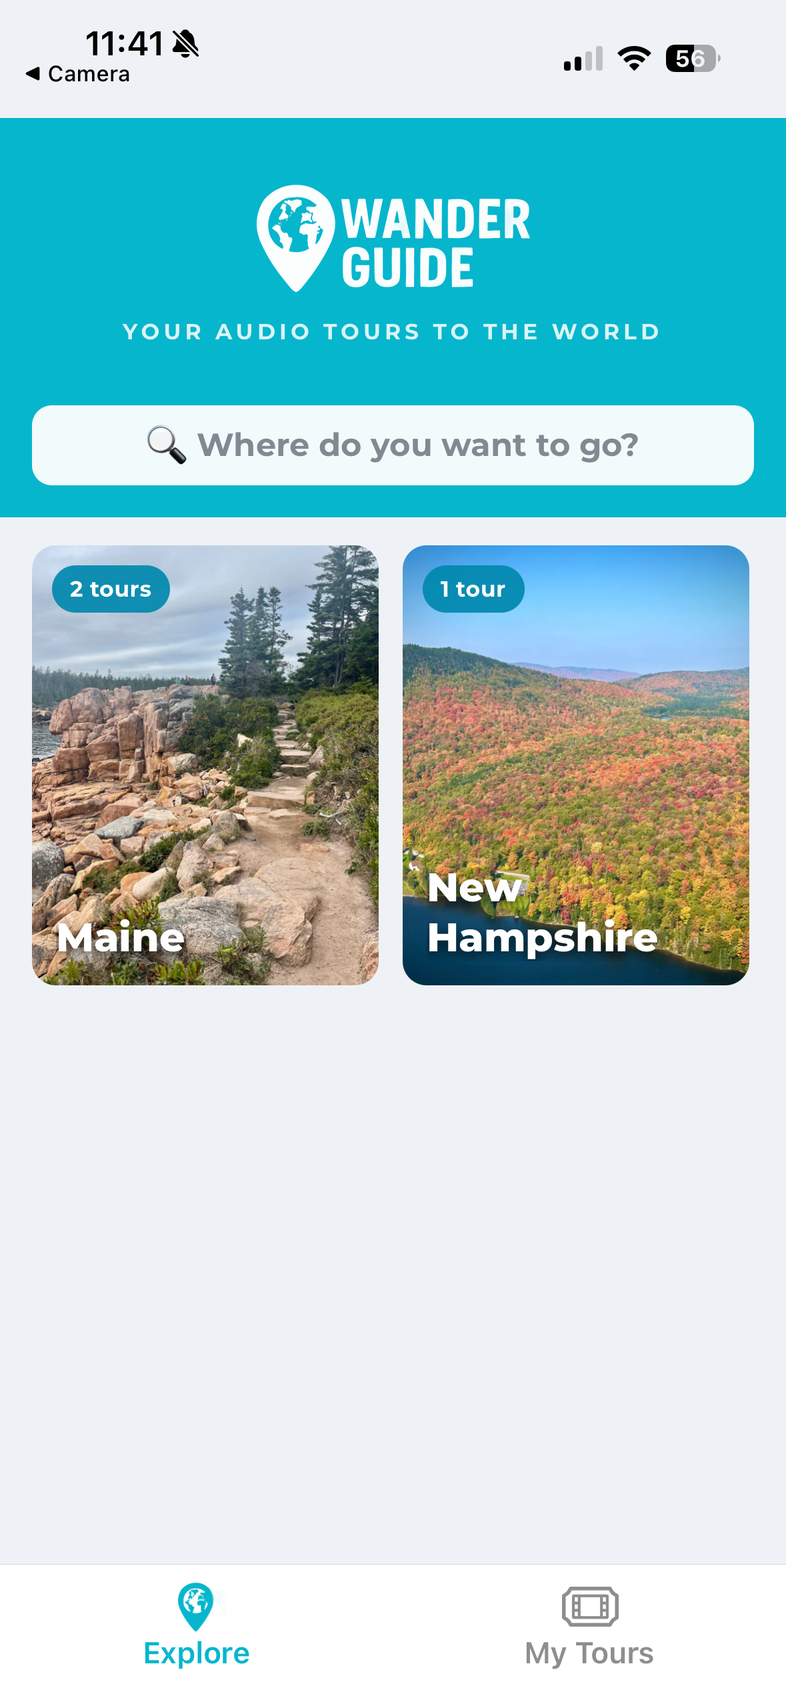 11:41
Camera
56
WANDER
GUIDE
YOUR AUDIO TOURS TO THE WORLD
Where do you want to go?
2 tours
Maine
1 tour
New
Hampshire
Explore
My Tours